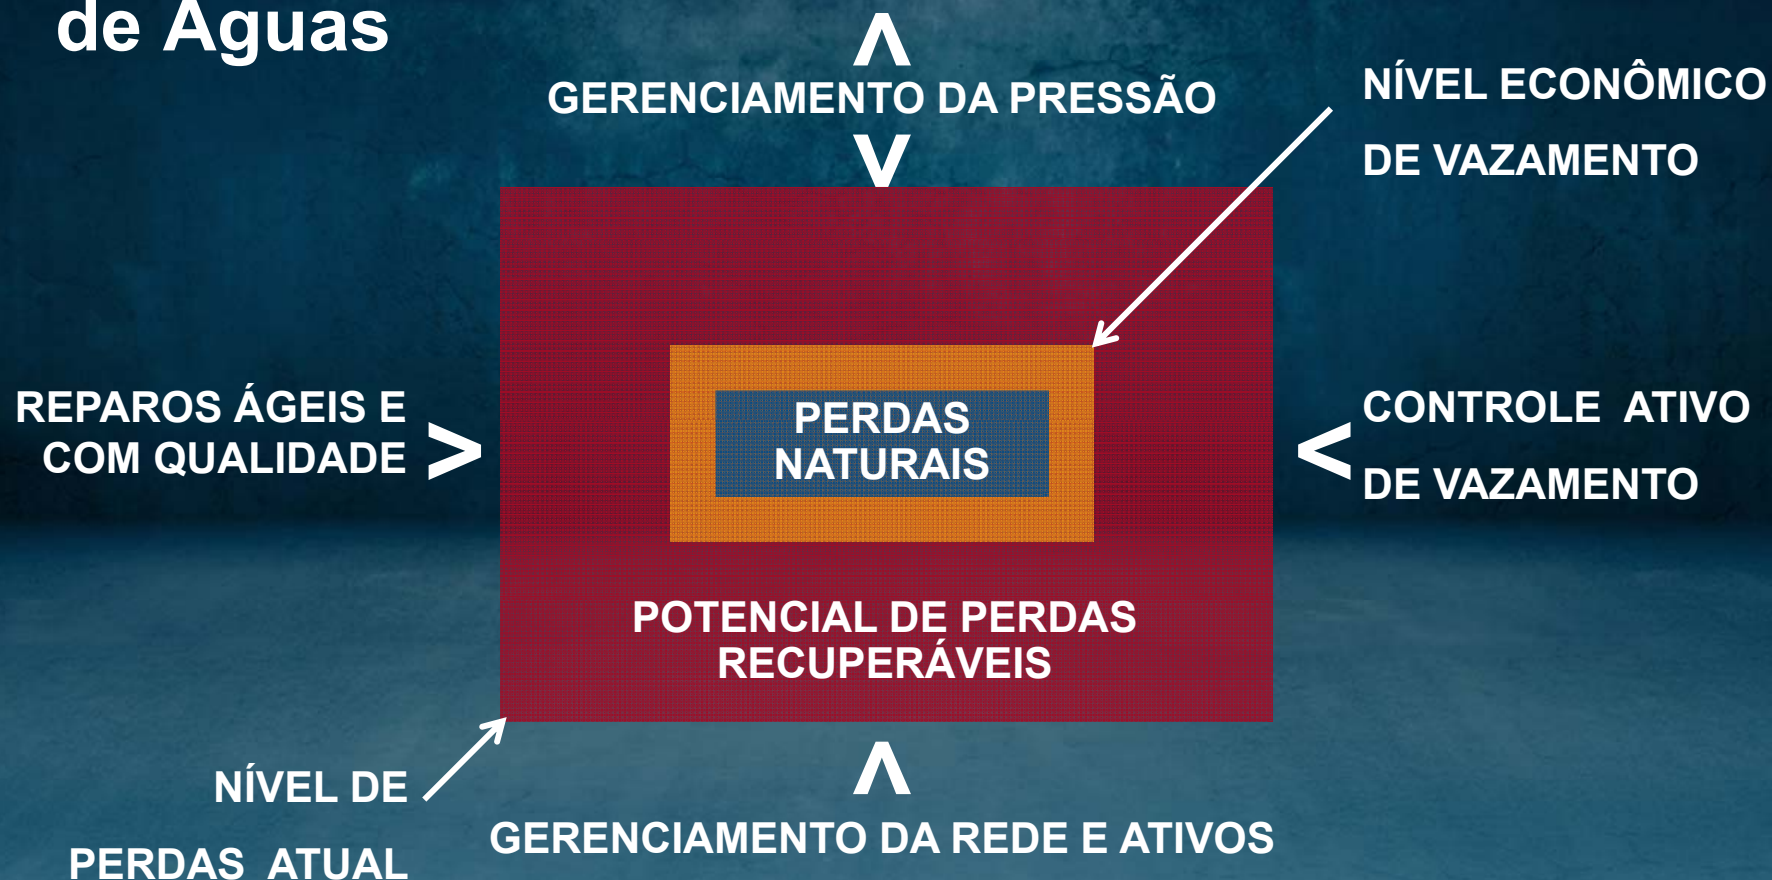 de Águas
GERENCIAMENTO DA PRESSÃO
NÍVEL ECONÔMICO
DE VAZAMENTO
REPAROS ÁGEIS E
COM QUALIDADE
PERDAS
NATURAIS
CONTROLE ATIVO
DE VAZAMENTO
POTENCIAL DE PERDAS
RECUPERÁVEIS
NÍVEL DE
PERDAS ATUAL
GERENCIAMENTO DA REDE E ATIVOS